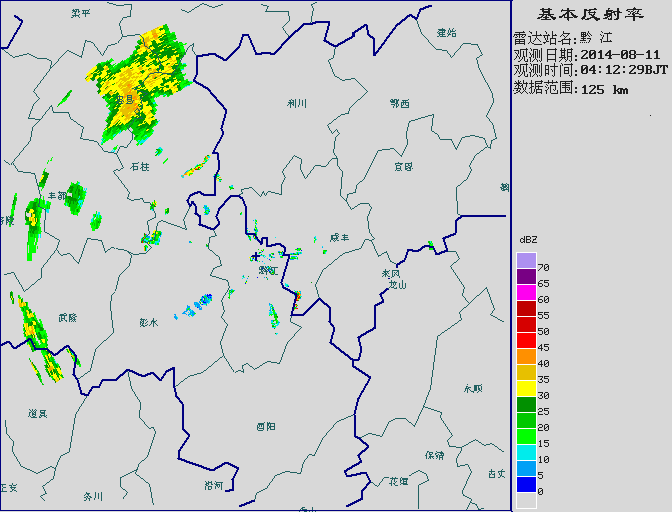 基本反射率
雷达站名:黔 江
观测日期:2014-08-11
观测时间:04:12:29BJT
数据范围:125 km
dBZ
70
65
60
55
50
45
40
35
30
25
20
15
10
5
0
梁平
建始
忠县
利川
鄂西
石柱
宣恩
丰都
涪陵
咸丰
黔江
来凤
龙山
武隆
彭水
永顺
道真
酉阳
保靖
古丈
花垣
正安
务川
沿河